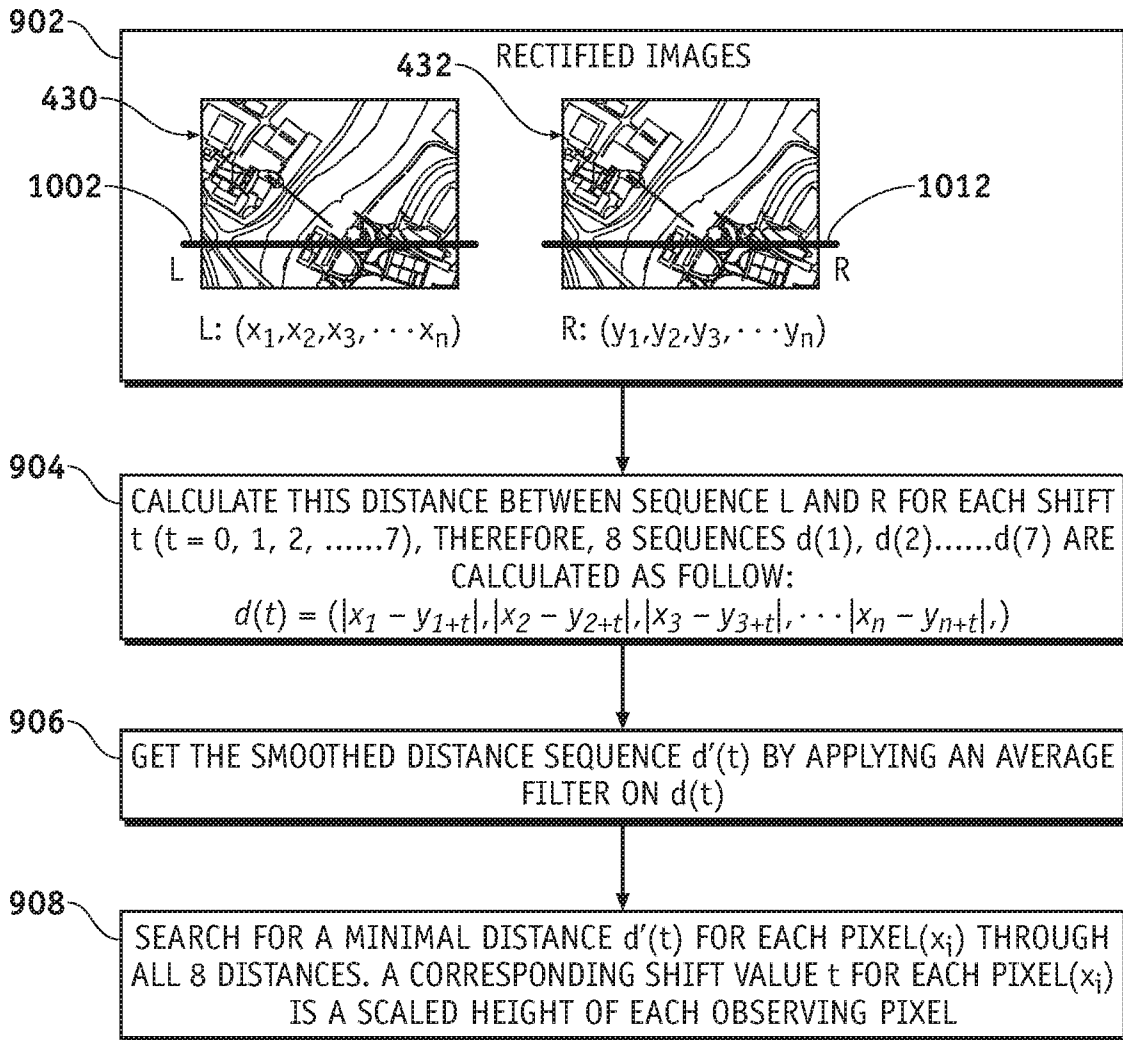 902
RECTIFIED IMAGES
430
432
1002
1012
L
R
L: (x₁,x₂,x₃, ···xₙ)
R: (y₁,y₂,y₃, ···yₙ)
904
CALCULATE THIS DISTANCE BETWEEN SEQUENCE L AND R FOR EACH SHIFT
t (t = 0, 1, 2, ......7), THEREFORE, 8 SEQUENCES d(1), d(2)......d(7) ARE
CALCULATED AS FOLLOW:
d(t) = (|x₁ − y₁₊ₜ|,|x₂ − y₂₊ₜ|,|x₃ − y₃₊ₜ|, ···|xₙ − yₙ₊ₜ|,)
906
GET THE SMOOTHED DISTANCE SEQUENCE d'(t) BY APPLYING AN AVERAGE
FILTER ON d(t)
908
SEARCH FOR A MINIMAL DISTANCE d'(t) FOR EACH PIXEL(xᵢ) THROUGH
ALL 8 DISTANCES. A CORRESPONDING SHIFT VALUE t FOR EACH PIXEL(xᵢ)
IS A SCALED HEIGHT OF EACH OBSERVING PIXEL